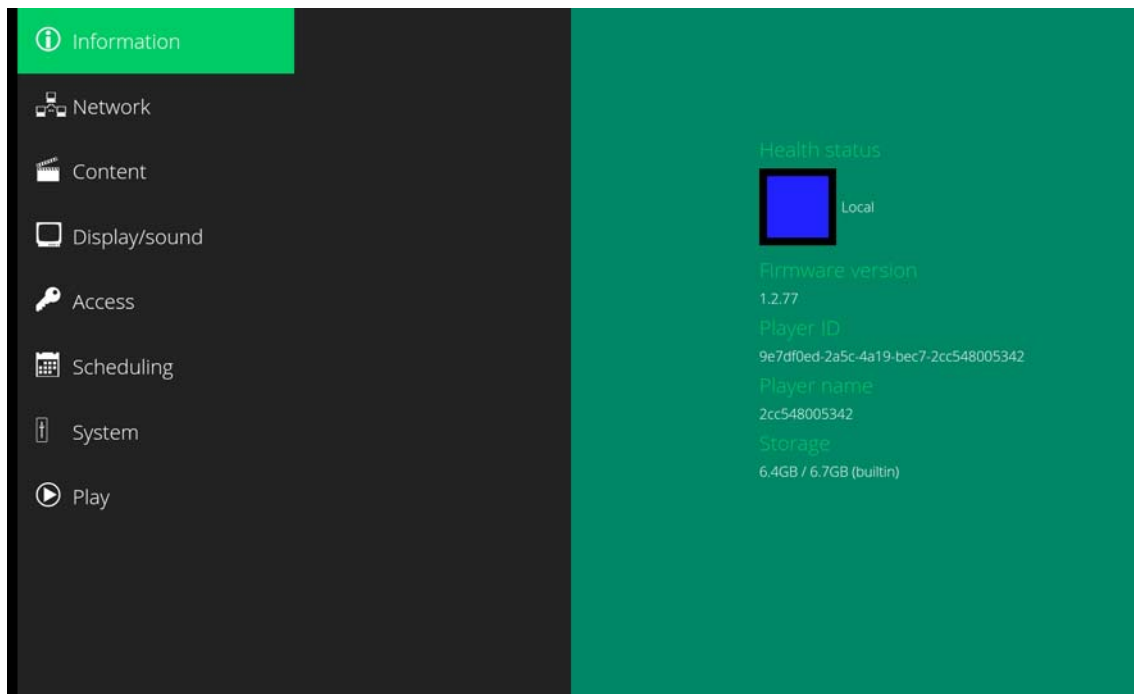 Information
Network
Content
Display/sound
Access
Scheduling
System
Play
Health status
Local
Firmware version
1.2.77
Player ID
9e7df0ed-2a5c-4a19-bec7-2cc548005342
Player name
2cc548005342
Storage
6.4GB / 6.7GB (builtin)